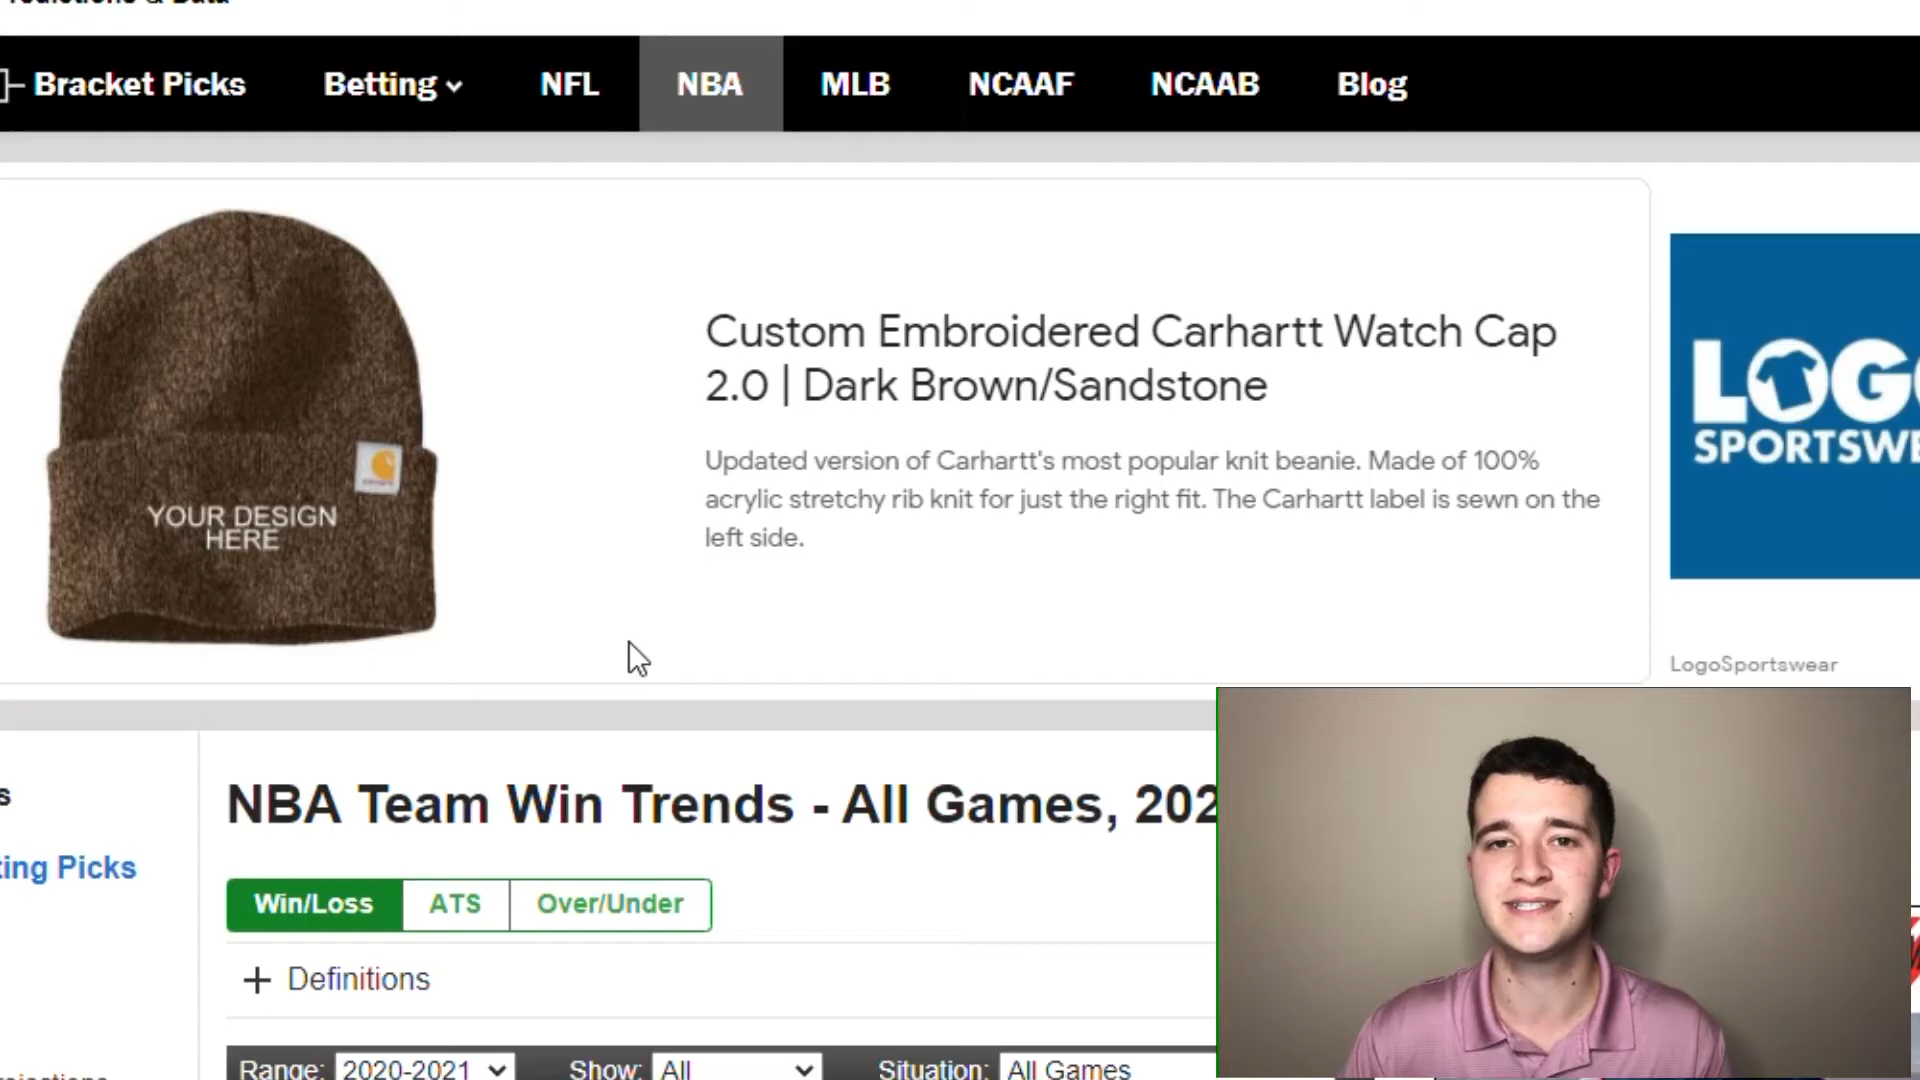 Bracket Picks Betting NFL NBA MLB NCAAF NCAAB Blog
Custom Embroidered Carhartt Watch Cap
2.0 | Dark Brown/Sandstone
Updated version of Carhartt's most popular knit beanie. Made of 100%
acrylic stretchy rib knit for just the right fit. The Carhartt label is sewn on the
left side.
YOUR DESIGN
HERE
LOGO
SPORTSWE
LogoSportswear
NBA Team Win Trends - All Games, 202
ting Picks
Win/Loss ATS Over/Under
+ Definitions
Range: 2020-2021 Show: All Situation: All Games